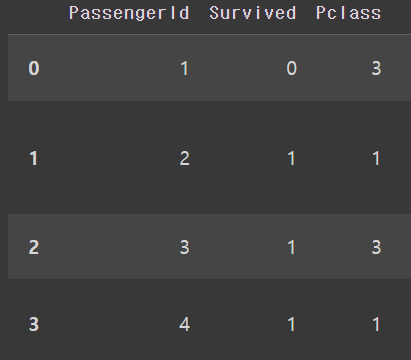 PassengerId Survived Pclass
0 1 0 3
1 2 1 1
2 3 1 3
3 4 1 1